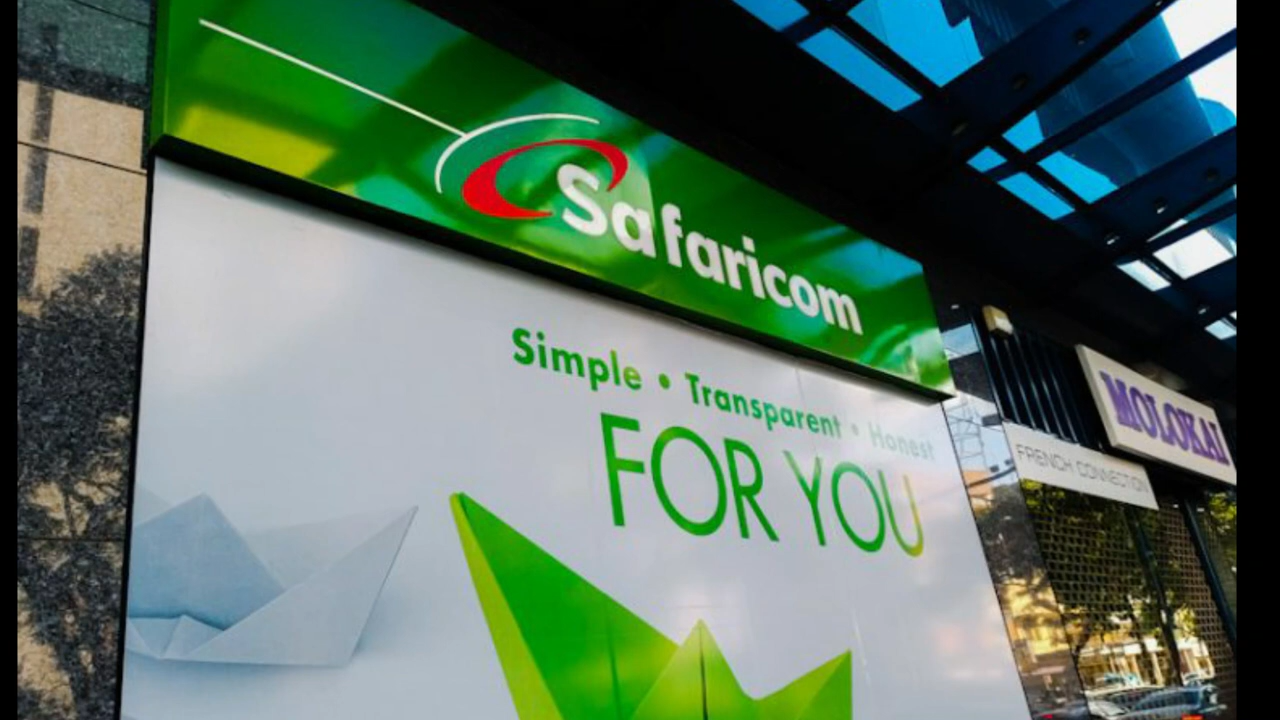 Safaricom
Simple • Transparent • Honest
FOR YOU
MOLOKAI
FRENCH CONNECTION